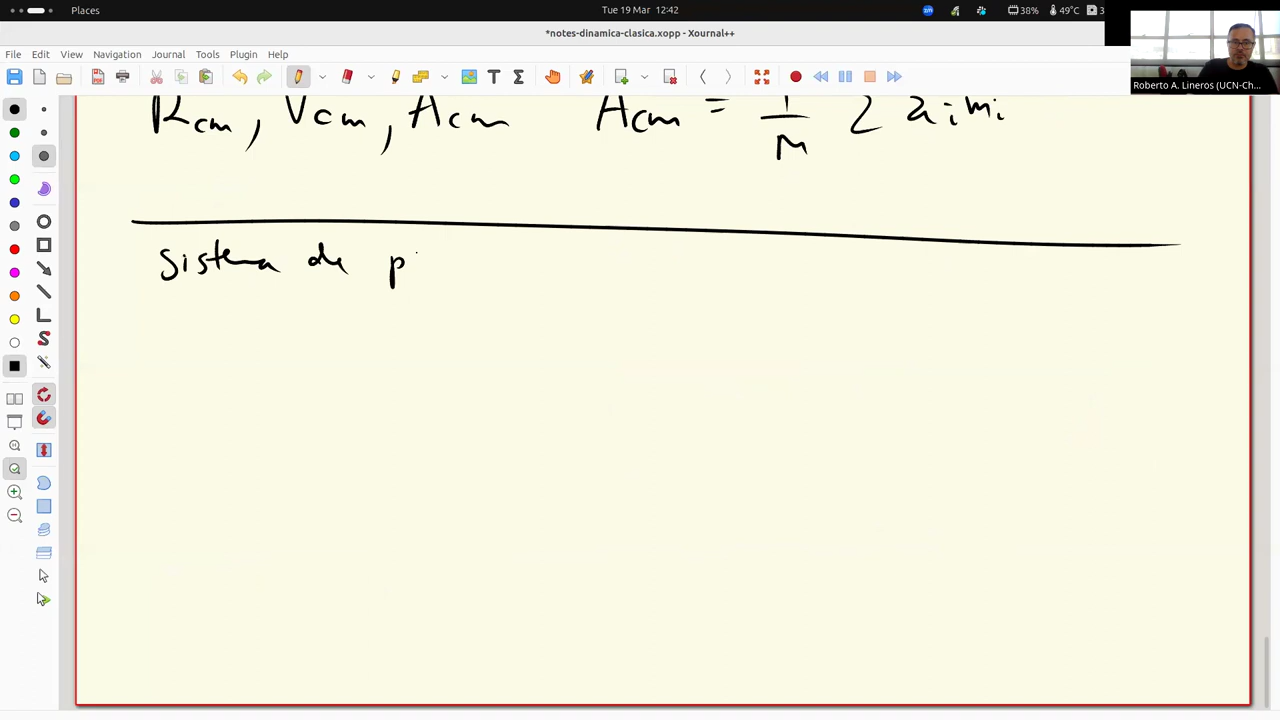 Places
Tue 19 Mar 12:42
38%
49°C
*notes-dinamica-clasica.xopp - Xournal++
File Edit View Navigation Journal Tools Plugin Help
Roberto A. Lineros (UCN-Ch...
Rcm, Vcm, Acm Acm = 1/M Σ aimi
Sistema de p